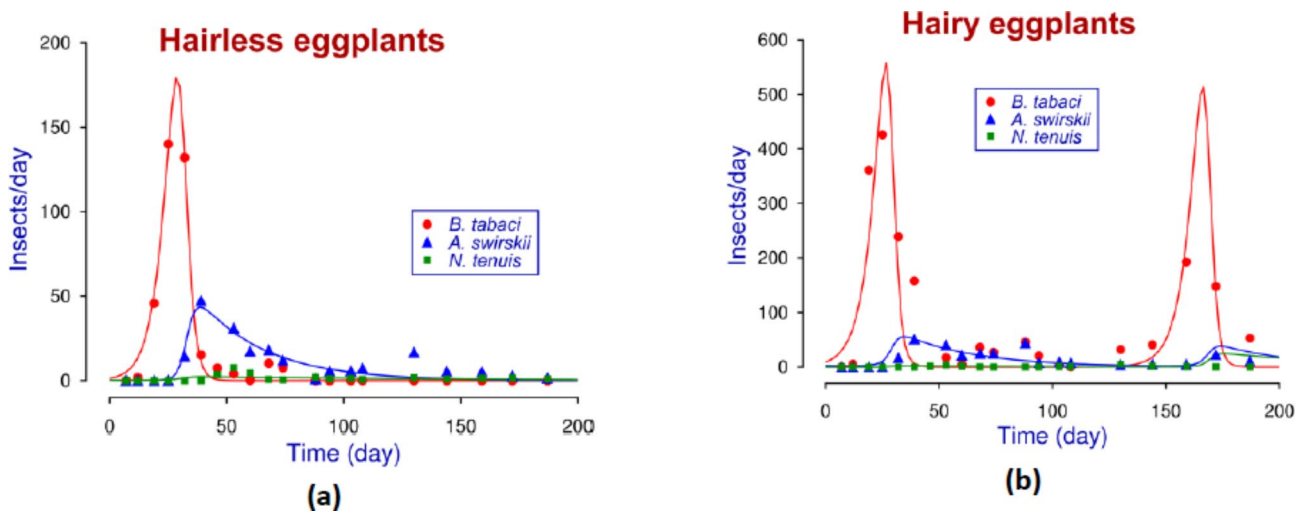 Hairless eggplants
200
150
100
50
0
Insects/day
B. tabaci
A. swirskii
N. tenuis
0 50 100 150 200
Time (day)
(a)
Hairy eggplants
600
500
400
300
200
100
0
Insects/day
B. tabaci
A. swirskii
N. tenuis
0 50 100 150 200
Time (day)
(b)